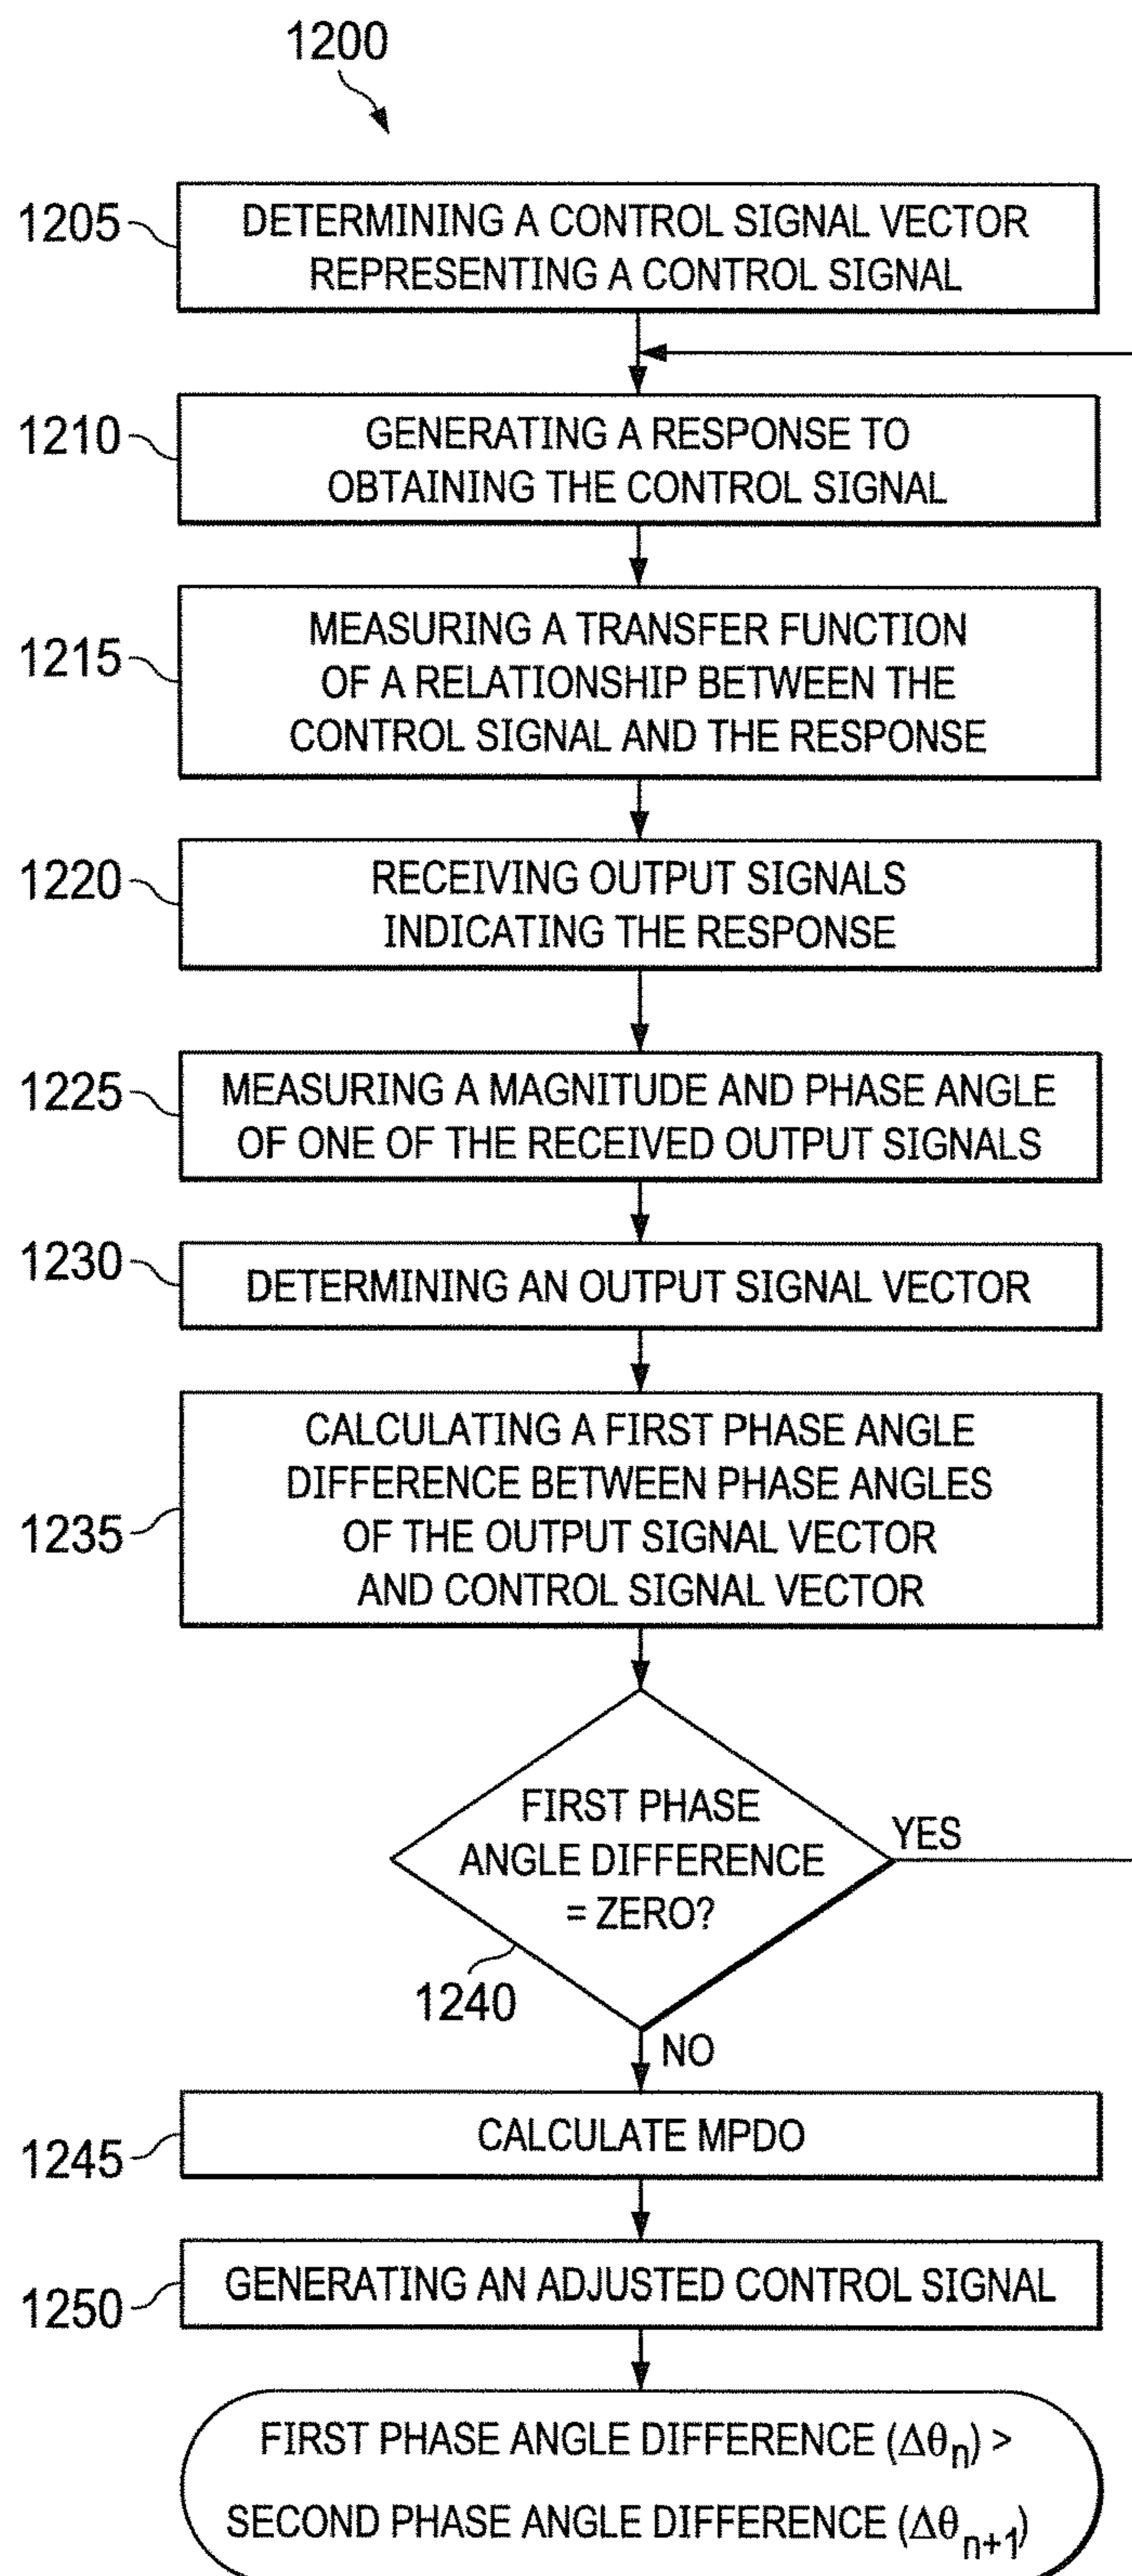 1200
1205
DETERMINING A CONTROL SIGNAL VECTOR
REPRESENTING A CONTROL SIGNAL
1210
GENERATING A RESPONSE TO
OBTAINING THE CONTROL SIGNAL
1215
MEASURING A TRANSFER FUNCTION
OF A RELATIONSHIP BETWEEN THE
CONTROL SIGNAL AND THE RESPONSE
1220
RECEIVING OUTPUT SIGNALS
INDICATING THE RESPONSE
1225
MEASURING A MAGNITUDE AND PHASE ANGLE
OF ONE OF THE RECEIVED OUTPUT SIGNALS
1230
DETERMINING AN OUTPUT SIGNAL VECTOR
1235
CALCULATING A FIRST PHASE ANGLE
DIFFERENCE BETWEEN PHASE ANGLES
OF THE OUTPUT SIGNAL VECTOR
AND CONTROL SIGNAL VECTOR
FIRST PHASE
ANGLE DIFFERENCE
= ZERO?
YES
1240
NO
1245
CALCULATE MPDO
1250
GENERATING AN ADJUSTED CONTROL SIGNAL
FIRST PHASE ANGLE DIFFERENCE (Δθn) >
SECOND PHASE ANGLE DIFFERENCE (Δθn+1)